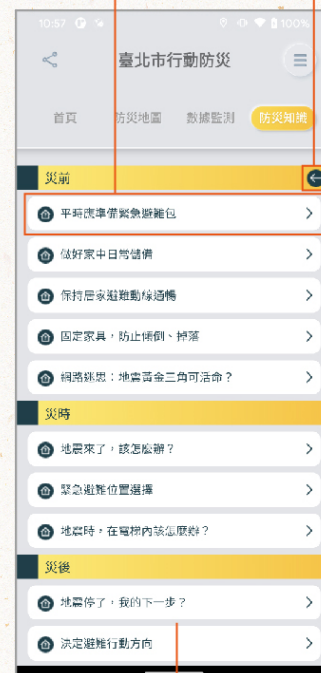 10:57
100%
臺北市行動防災
首頁
防災地圖
數據監測
防災知識
災前
平時應準備緊急避難包
做好家中日常儲備
保持居家避難動線通暢
固定家具，防止傾倒、掉落
網路迷思：地震黃金三角可活命？
災時
地震來了，該怎麼辦？
緊急避難位置選擇
地震時，在電梯內該怎麼辦？
災後
地震停了，我的下一步？
決定避難行動方向